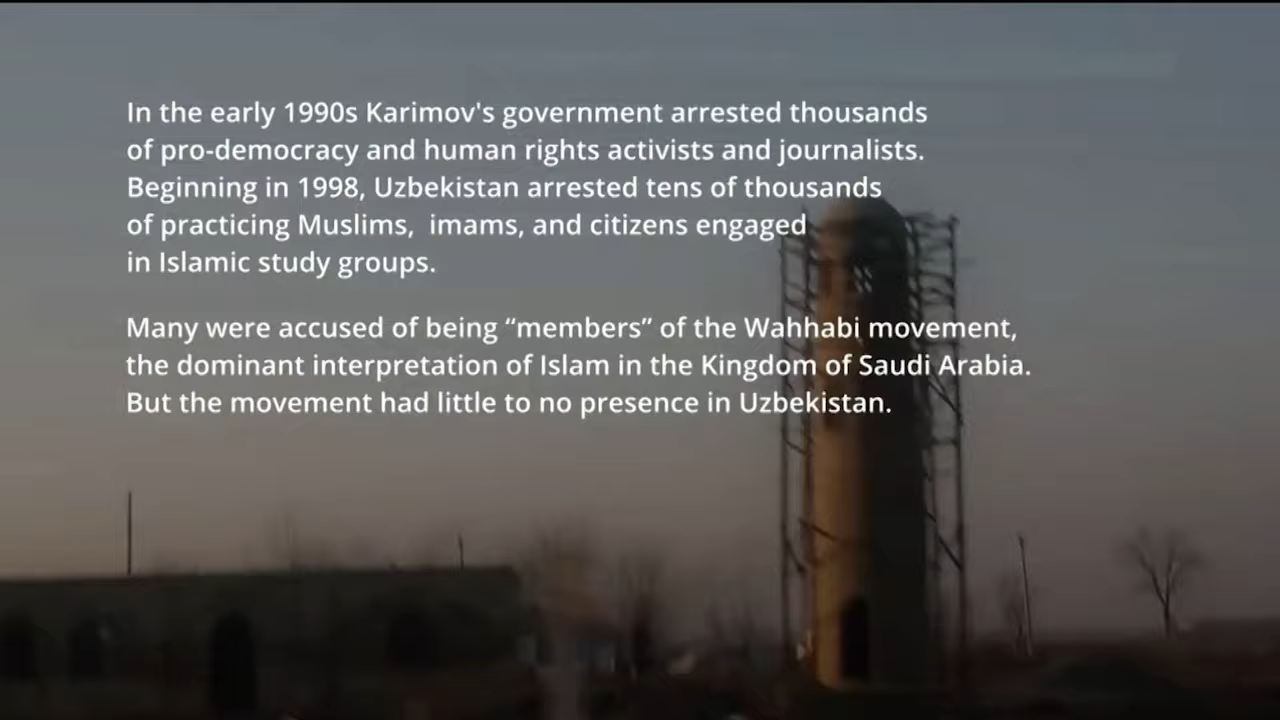 In the early 1990s Karimov's government arrested thousands
of pro-democracy and human rights activists and journalists.
Beginning in 1998, Uzbekistan arrested tens of thousands
of practicing Muslims,  imams, and citizens engaged
in Islamic study groups.
Many were accused of being “members” of the Wahhabi movement,
the dominant interpretation of Islam in the Kingdom of Saudi Arabia.
But the movement had little to no presence in Uzbekistan.